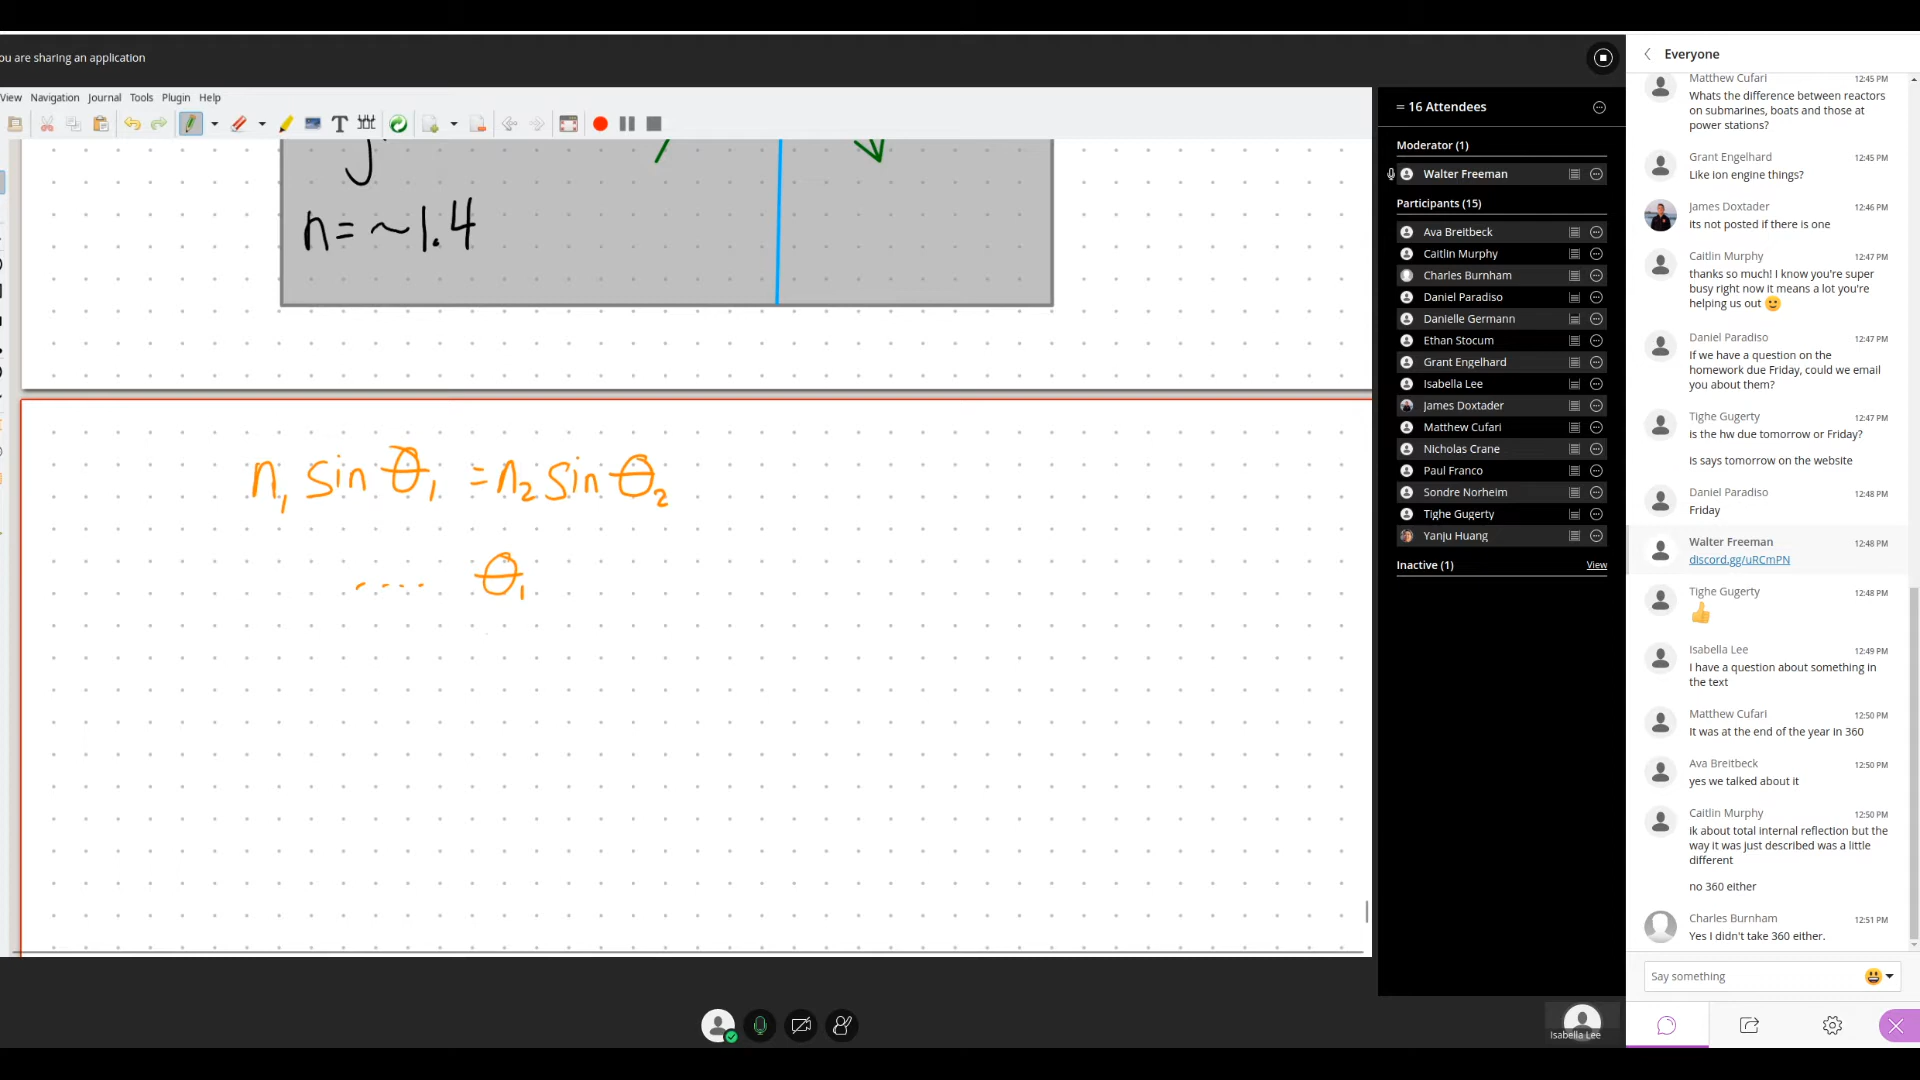 ou are sharing an application
View Navigation Journal Tools Plugin Help
n = ~1.4
n₁ sin θ₁ = n₂ sin θ₂
.... θ₁
16 Attendees
Moderator (1)
Walter Freeman
Participants (15)
Ava Breitbeck
Caitlin Murphy
Charles Burnham
Daniel Paradiso
Danielle Germann
Ethan Stocum
Grant Engelhard
Isabella Lee
James Doxtader
Matthew Cufari
Nicholas Crane
Paul Franco
Sondre Norheim
Tighe Gugerty
Yanju Huang
Inactive (1) View
Isabella Lee
Everyone
Matthew Cufari 12:45 PM
Whats the difference between reactors
on submarines, boats and those at
power stations?
Grant Engelhard 12:45 PM
Like ion engine things?
James Doxtader 12:46 PM
its not posted if there is one
Caitlin Murphy 12:47 PM
thanks so much! I know you're super
busy right now it means a lot you're
helping us out 🙂
Daniel Paradiso 12:47 PM
If we have a question on the
homework due Friday, could we email
you about them?
Tighe Gugerty 12:47 PM
is the hw due tomorrow or Friday?
is says tomorrow on the website
Daniel Paradiso 12:48 PM
Friday
Walter Freeman 12:48 PM
discord.gg/uRCmPN
Tighe Gugerty 12:48 PM
👍
Isabella Lee 12:49 PM
I have a question about something in
the text
Matthew Cufari 12:50 PM
It was at the end of the year in 360
Ava Breitbeck 12:50 PM
yes we talked about it
Caitlin Murphy 12:50 PM
Ik about total internal reflection but the
way it was just described was a little
different
no 360 either
Charles Burnham 12:51 PM
Yes I didn't take 360 either.
Say something